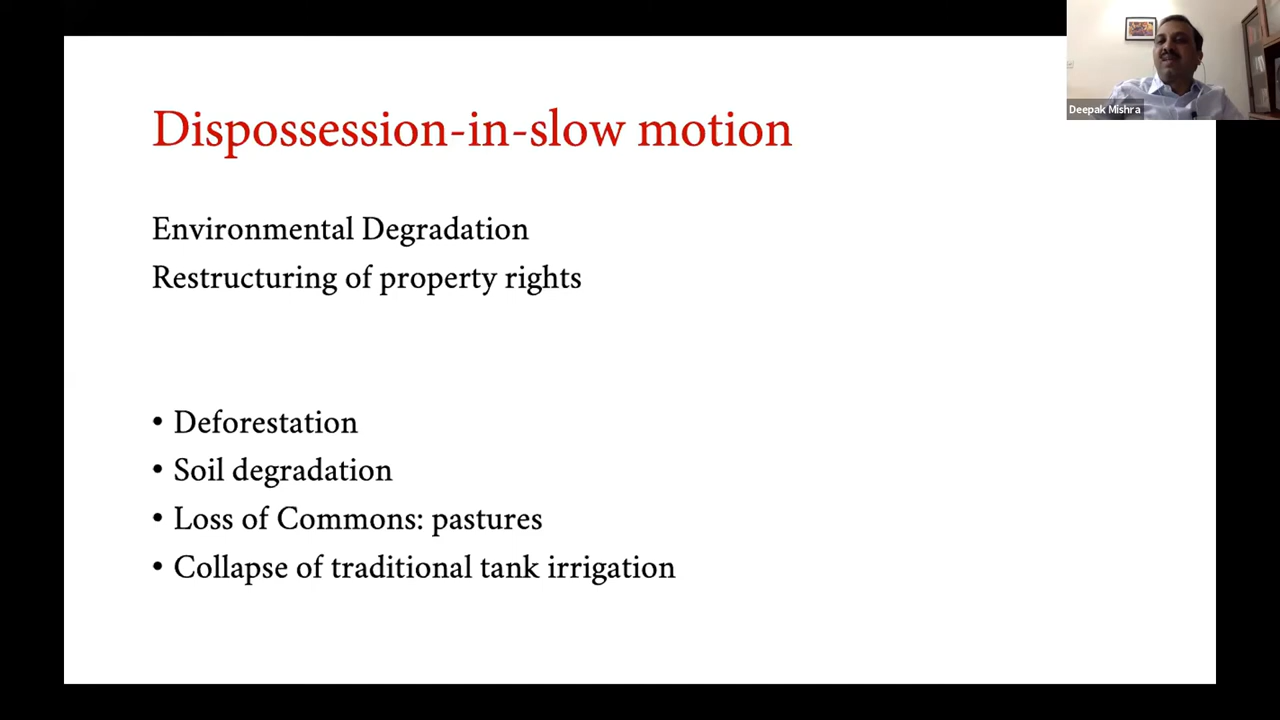 Dispossession-in-slow motion
Environmental Degradation
Restructuring of property rights
• Deforestation
• Soil degradation
• Loss of Commons: pastures
• Collapse of traditional tank irrigation
Deepak Mishra